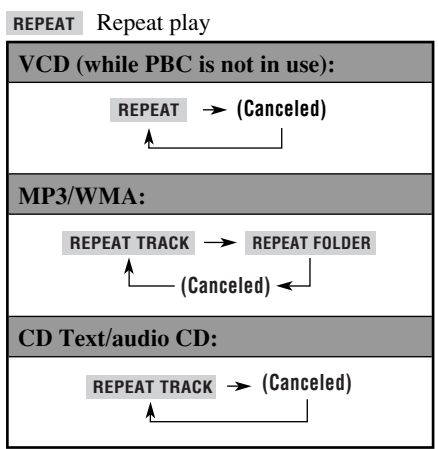 REPEAT Repeat play
VCD (while PBC is not in use):
REPEAT (Canceled)
MP3/WMA:
REPEAT TRACK REPEAT FOLDER
(Canceled)
CD Text/audio CD:
REPEAT TRACK (Canceled)